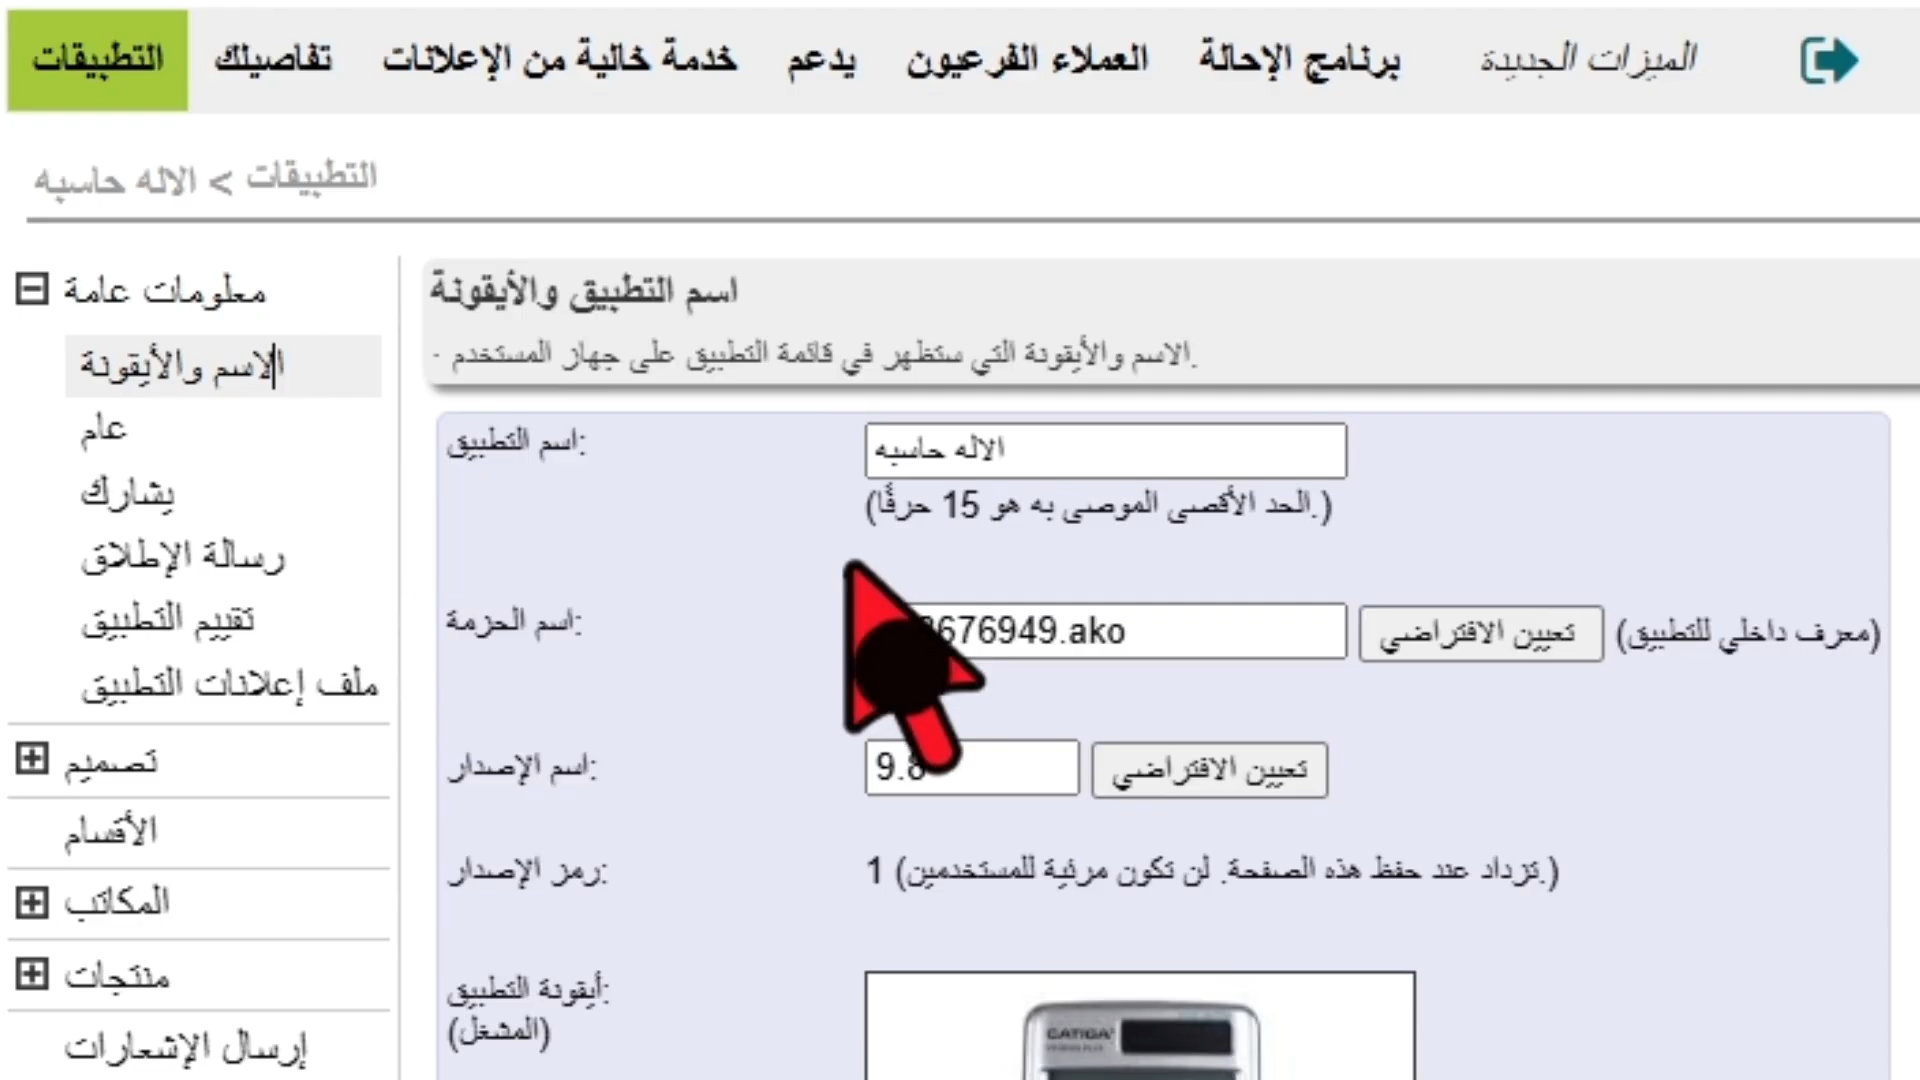 التطبيقات تفاصيلك خدمة خالية من الإعلانات يدعم العملاء الفرعيون برنامج الإحالة الميزات الجديدة
التطبيقات > الاله حاسبه
معلومات عامة
الاسم والأيقونة
عام
يشارك
رسالة الإطلاق
تقييم التطبيق
ملف إعلانات التطبيق
تصميم
الأقسام
المكاتب
منتجات
إرسال الإشعارات
اسم التطبيق والأيقونة
- الاسم والأيقونة التي ستظهر في قائمة التطبيق على جهاز المستخدم.
اسم التطبيق:
الاله حاسبه
(الحد الأقصى الموصى به هو 15 حرفًا.)
اسم الحزمة:
676949.ako
تعيين الافتراضي
(معرف داخلي للتطبيق)
اسم الإصدار:
9.8
تعيين الافتراضي
رمز الإصدار:
1 (تزداد عند حفظ هذه الصفحة. لن تكون مرئية للمستخدمين.)
أيقونة التطبيق:
(المشغل)
CATIGA